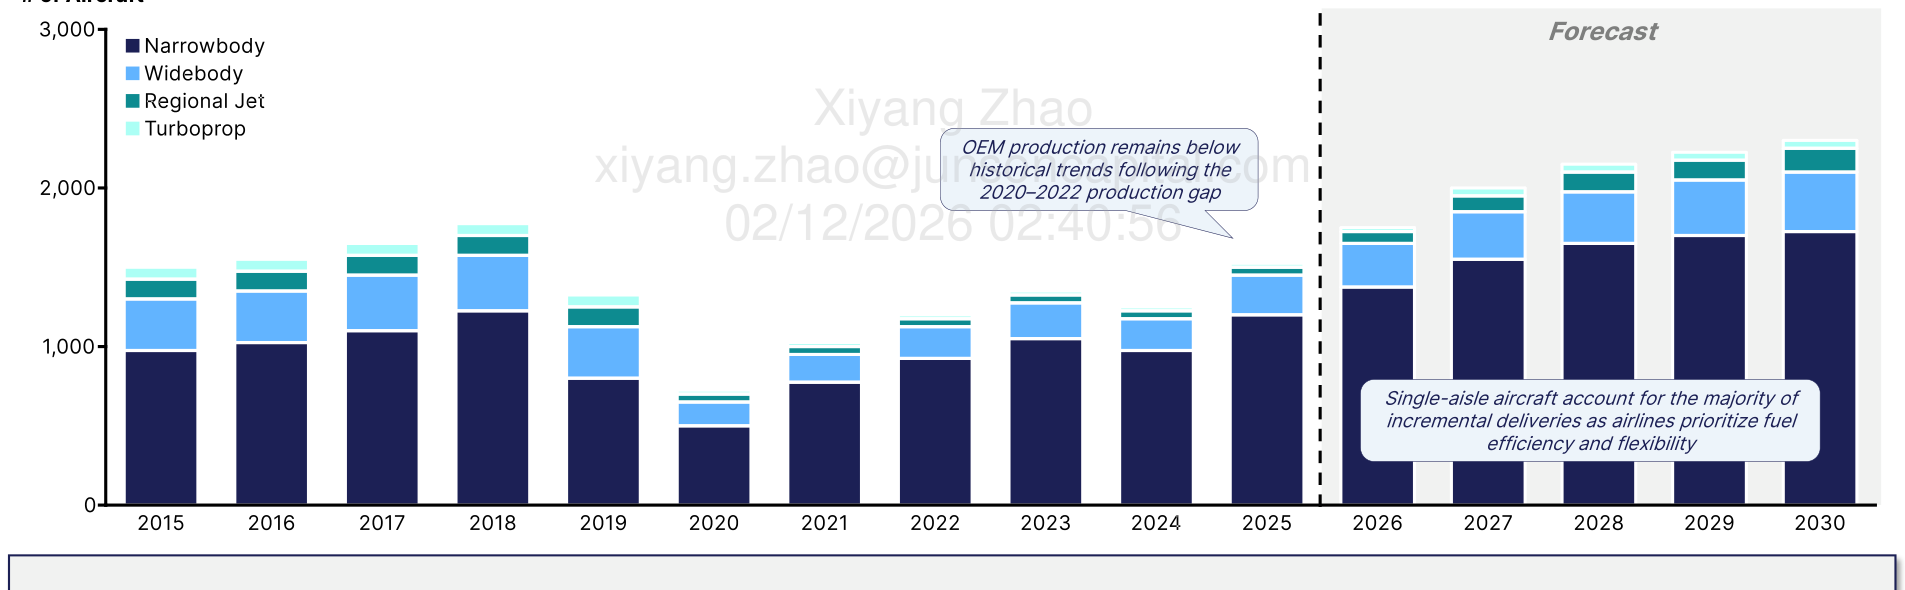 # of Aircraft
3,000
Forecast
Narrowbody
Widebody
Regional Jet
Turboprop
Xiyang Zhao
xiyang.zhao@junsoncapital.com
02/12/2026 02:40:56
OEM production remains below
historical trends following the
2020–2022 production gap
2,000
1,000
Single-aisle aircraft account for the majority of
incremental deliveries as airlines prioritize fuel
efficiency and flexibility
0
2015 2016 2017 2018 2019 2020 2021 2022 2023 2024 2025 2026 2027 2028 2029 2030